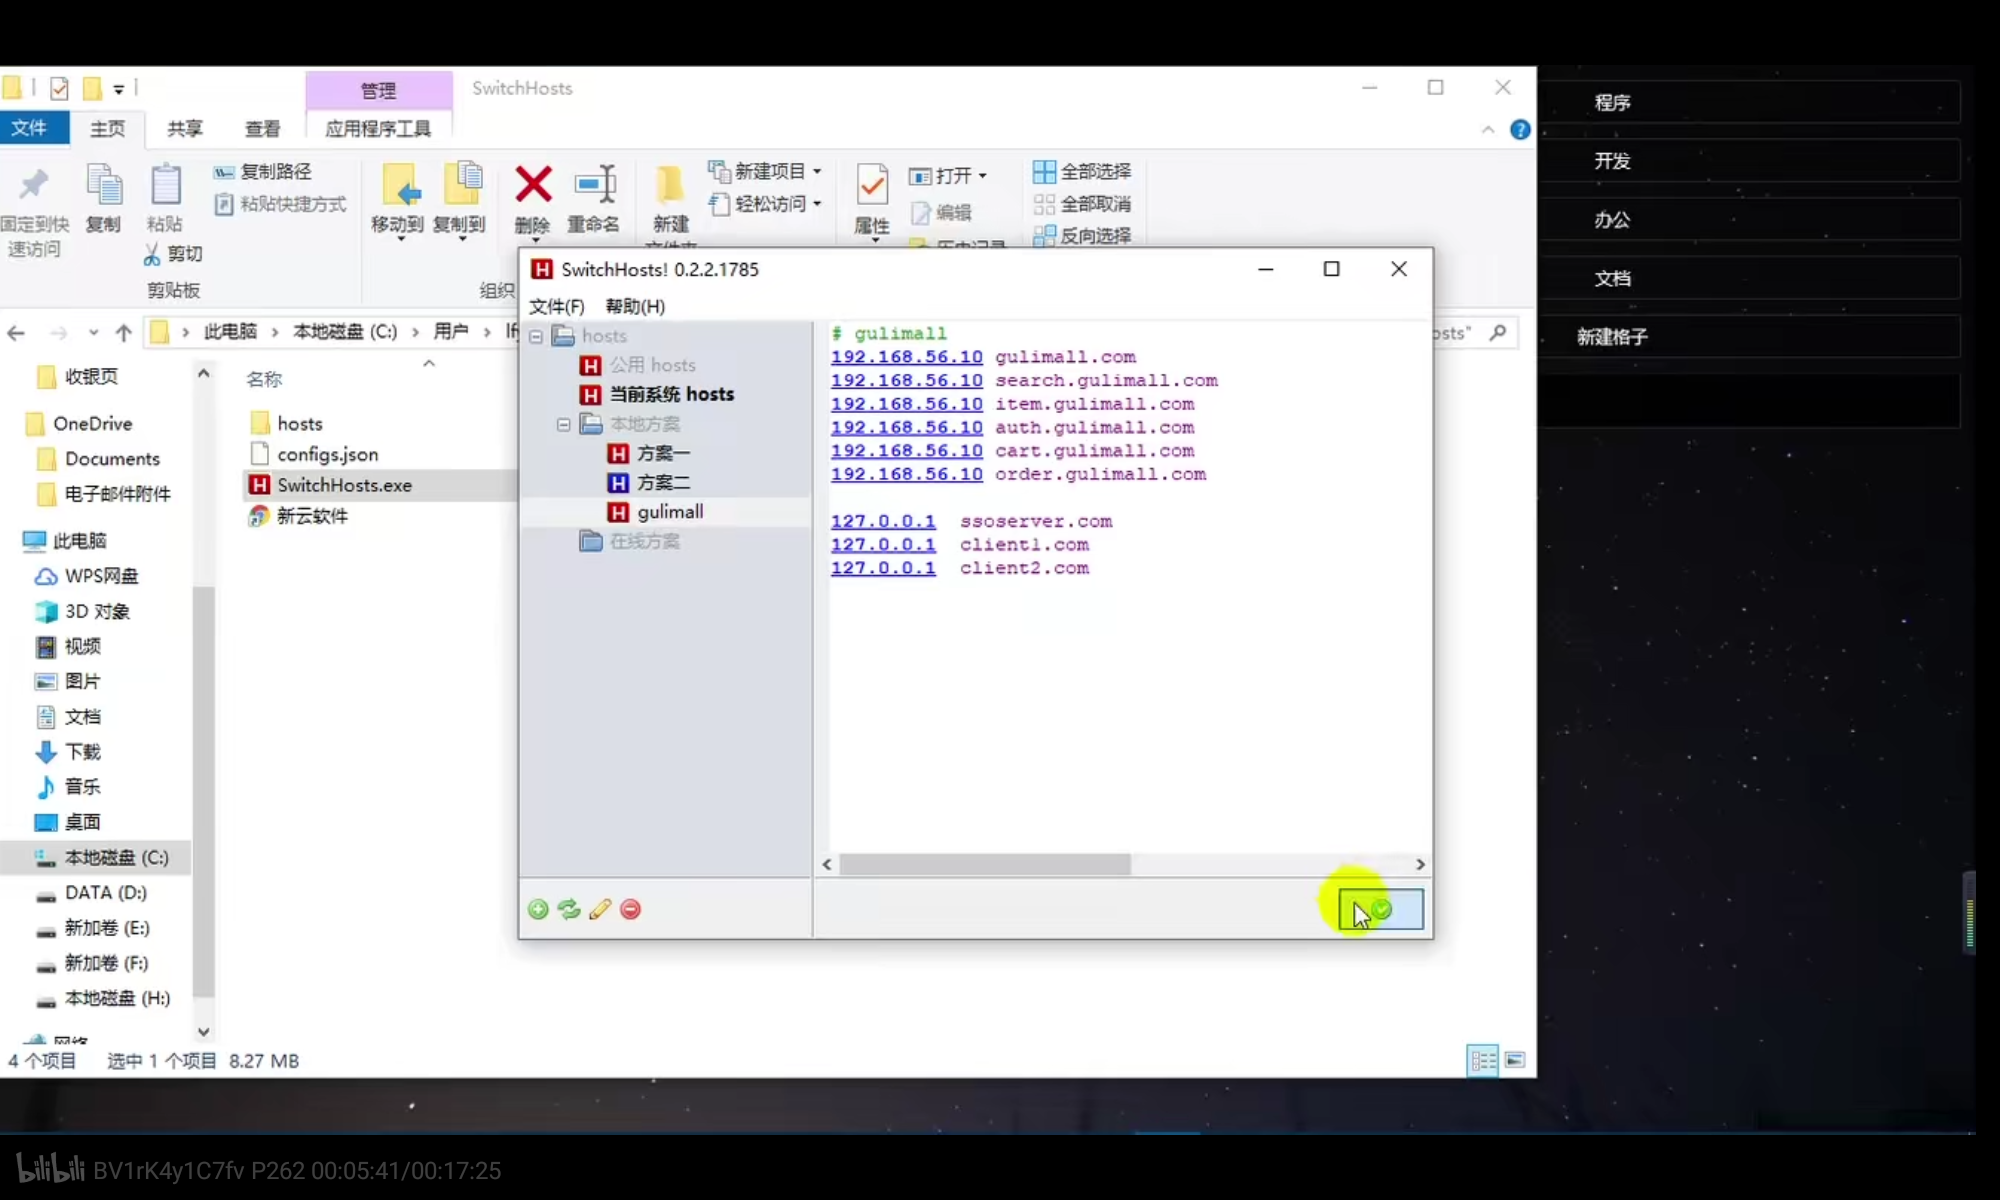 管理
SwitchHosts
文件
主页
共享
查看
应用程序工具
固定到快
速访问
复制
粘贴
复制路径
粘贴快捷方式
剪切
剪贴板
移动到
复制到
删除
重命名
组织
新建
新建项目
轻松访问
属性
打开
编辑
历史记录
全部选择
全部取消
反向选择
此电脑
本地磁盘 (C:)
用户
osts"
收银页
OneDrive
Documents
电子邮件附件
此电脑
WPS网盘
3D 对象
视频
图片
文档
下载
音乐
桌面
本地磁盘 (C:)
DATA (D:)
新加卷 (E:)
新加卷 (F:)
本地磁盘 (H:)
网络
名称
hosts
configs.json
SwitchHosts.exe
新云软件
4 个项目
选中 1 个项目 8.27 MB
SwitchHosts! 0.2.2.1785
文件(F)
帮助(H)
hosts
公用 hosts
当前系统 hosts
本地方案
方案一
方案二
gulimall
在线方案
# gulimall
192.168.56.10 gulimall.com
192.168.56.10 search.gulimall.com
192.168.56.10 item.gulimall.com
192.168.56.10 auth.gulimall.com
192.168.56.10 cart.gulimall.com
192.168.56.10 order.gulimall.com
127.0.0.1 ssoserver.com
127.0.0.1 client1.com
127.0.0.1 client2.com
程序
开发
办公
文档
新建格子
bilibili BV1rK4y1C7fv P262 00:05:41/00:17:25